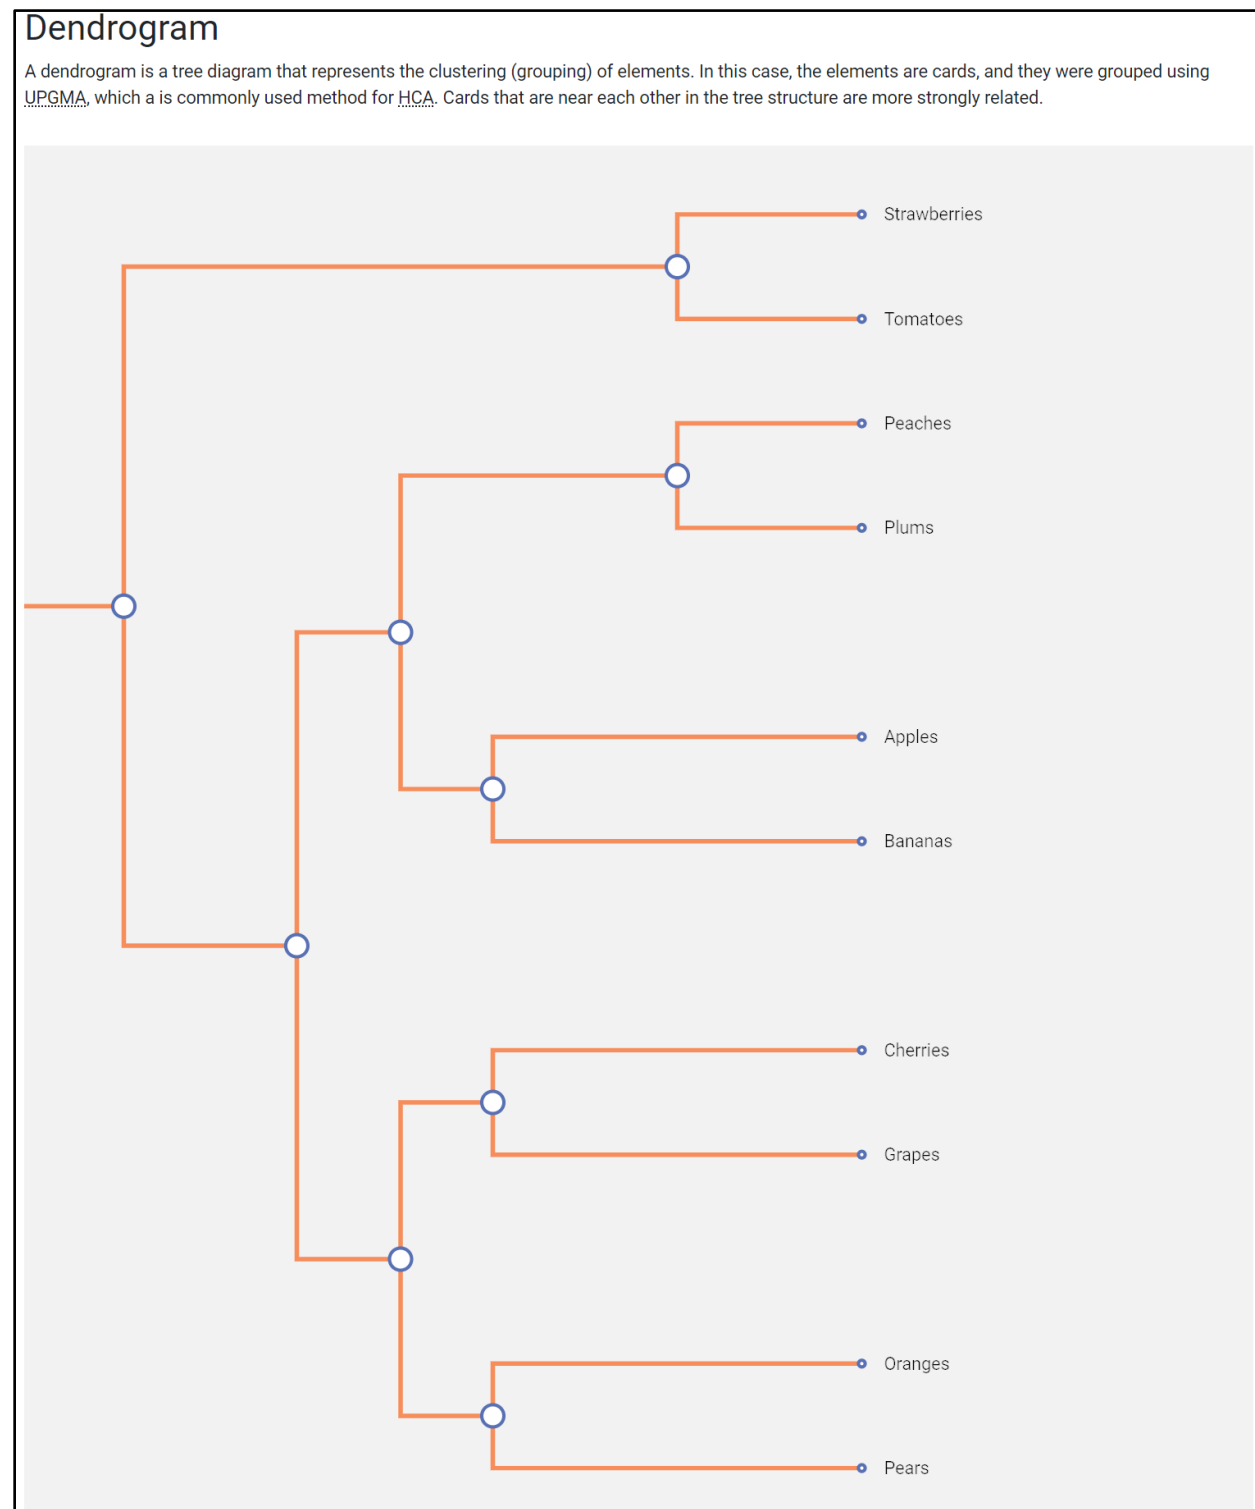 Dendrogram
A dendrogram is a tree diagram that represents the clustering (grouping) of elements. In this case, the elements are cards, and they were grouped using
UPGMA, which a is commonly used method for HCA. Cards that are near each other in the tree structure are more strongly related.
Strawberries
Tomatoes
Peaches
Plums
Apples
Bananas
Cherries
Grapes
Oranges
Pears